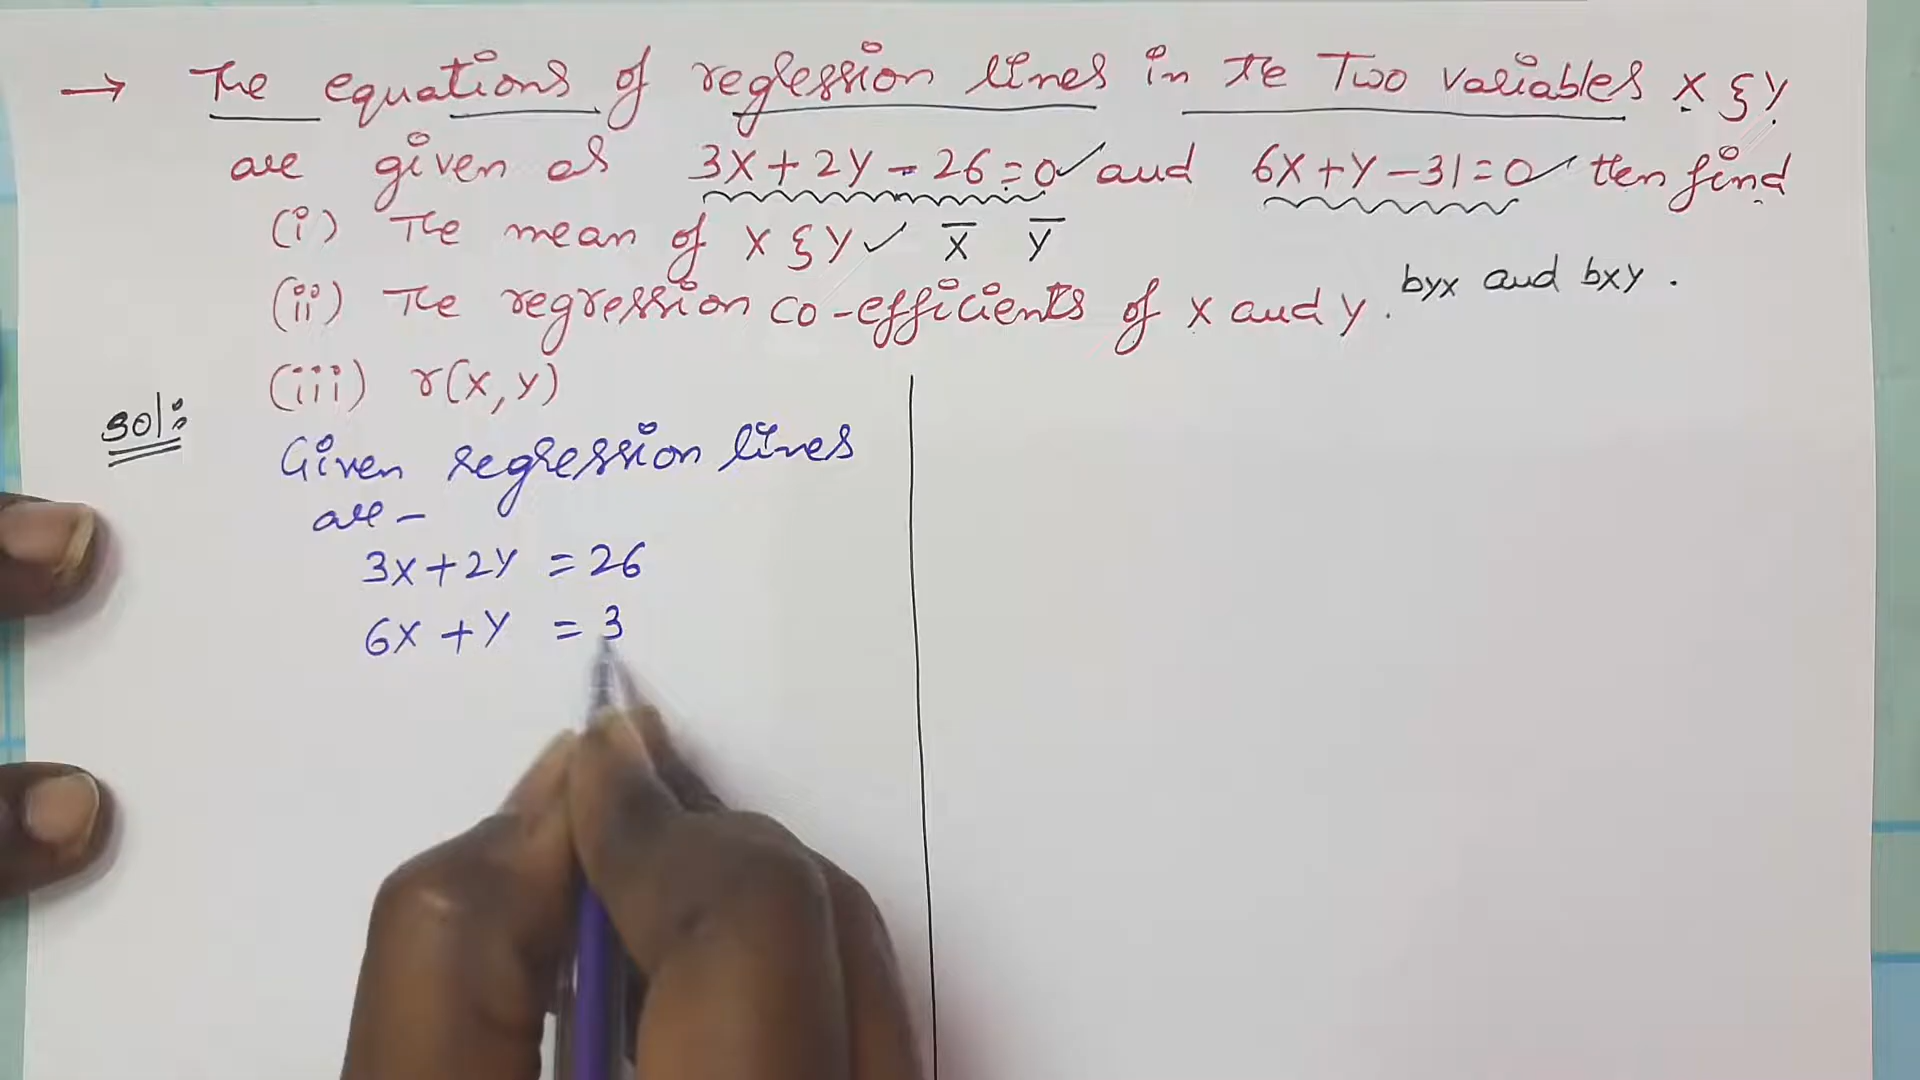 → The equations of regression lines in the Two variables X & Y
are given as 3X + 2Y - 26 = 0 ✓ and 6X + Y - 31 = 0 ✓ then find
(i) The mean of X & Y ✓ X̅ Y̅
(ii) The regression co-efficients of X and Y. byx and bxy.
(iii) r(X, Y)
Sol:
Given regression lines
are -
3X + 2Y = 26
6X + Y = 3